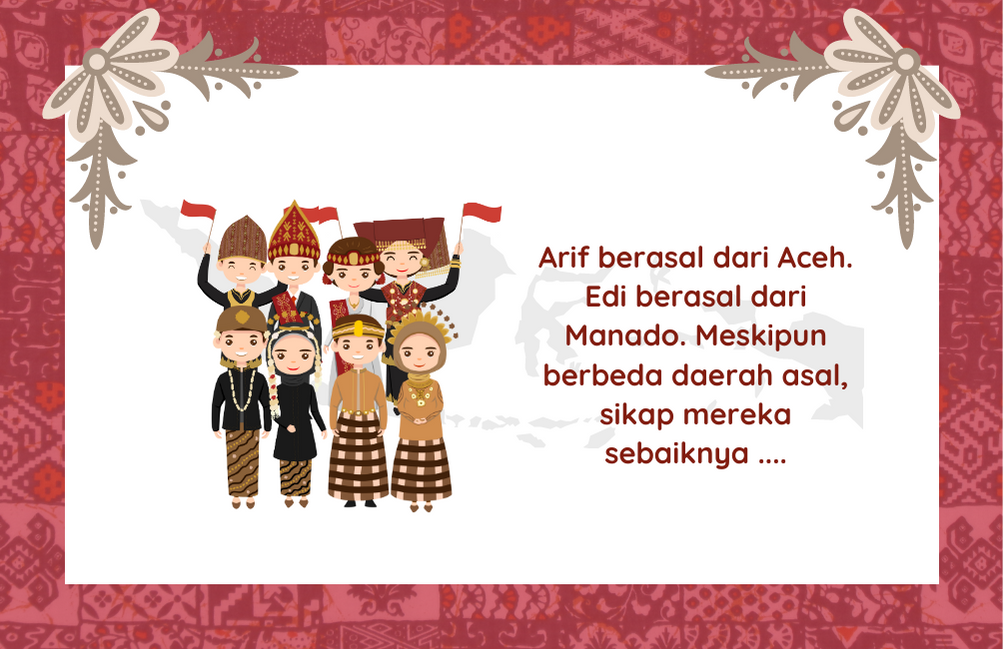 Arif berasal dari Aceh.
Edi berasal dari
Manado. Meskipun
berbeda daerah asal,
sikap mereka
sebaiknya ....